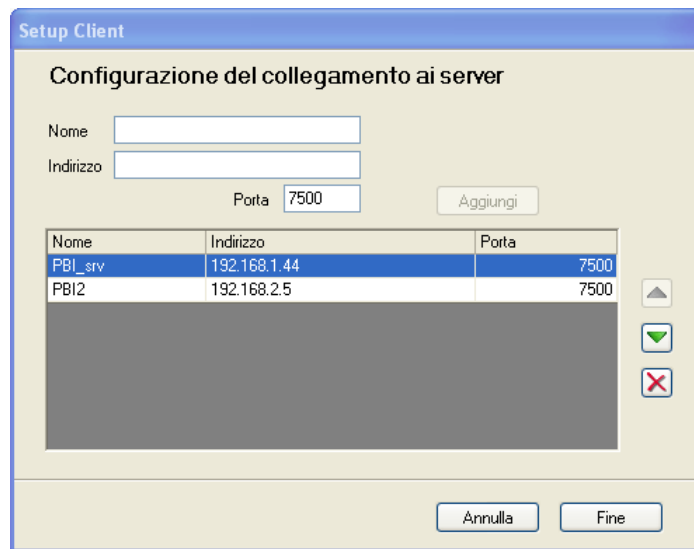 Setup Client
Configurazione del collegamento ai server
Nome
Indirizzo
Porta 7500 Aggiungi
Nome Indirizzo Porta
PBI_srv 192.168.1.44 7500
PBI2 192.168.2.5 7500
Annulla Fine